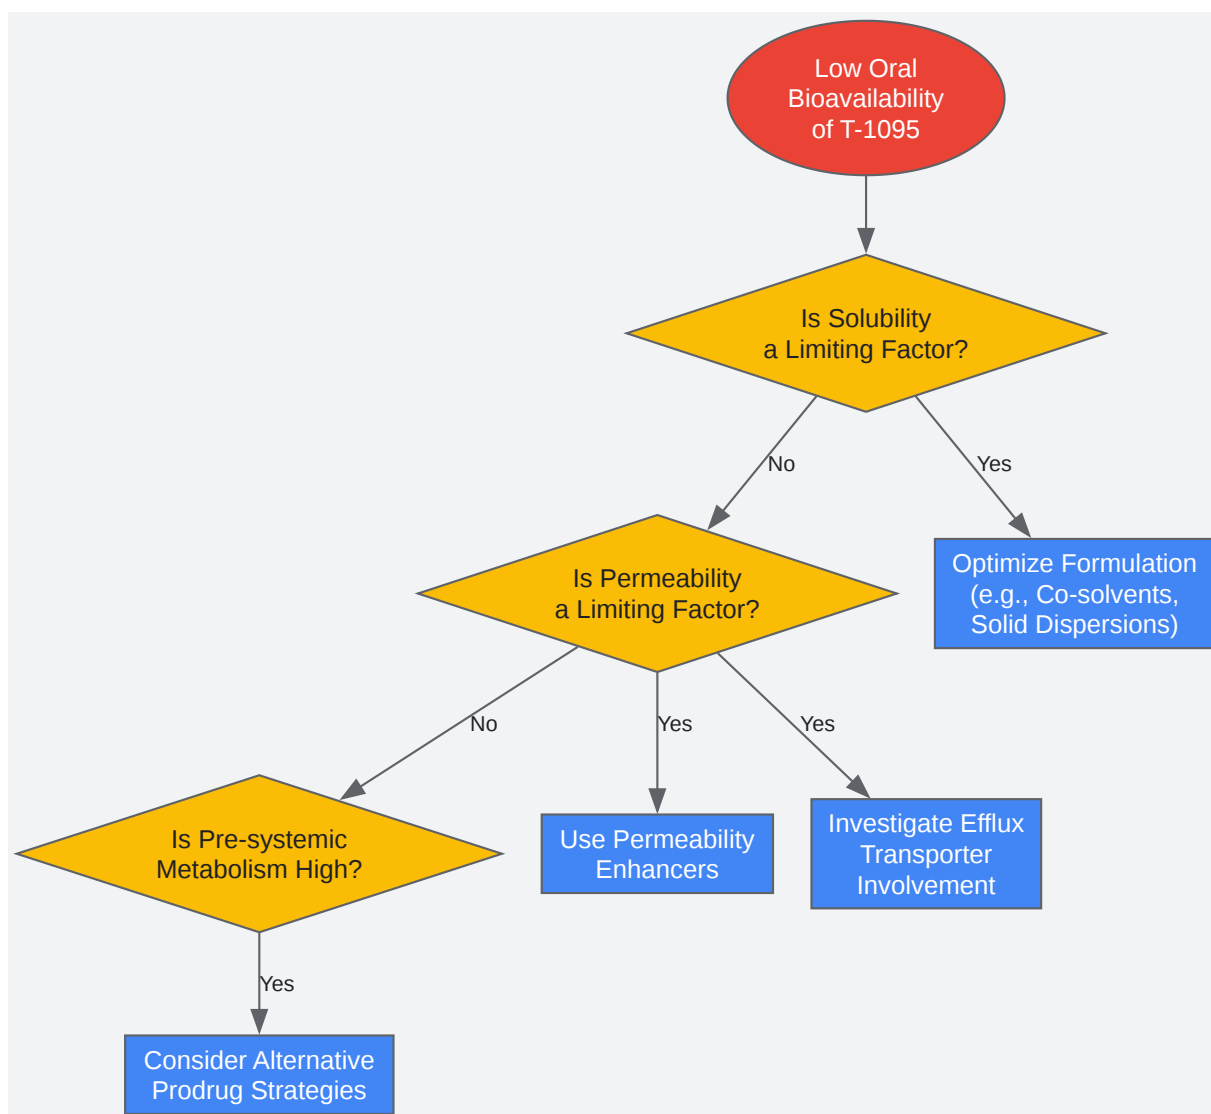 Low Oral
Bioavailability
of T-1095
Is Solubility
a Limiting Factor?
No
Yes
Is Permeability
a Limiting Factor?
Optimize Formulation
(e.g., Co-solvents,
Solid Dispersions)
No
Yes
Yes
Is Pre-systemic
Metabolism High?
Use Permeability
Enhancers
Investigate Efflux
Transporter
Involvement
Yes
Consider Alternative
Prodrug Strategies